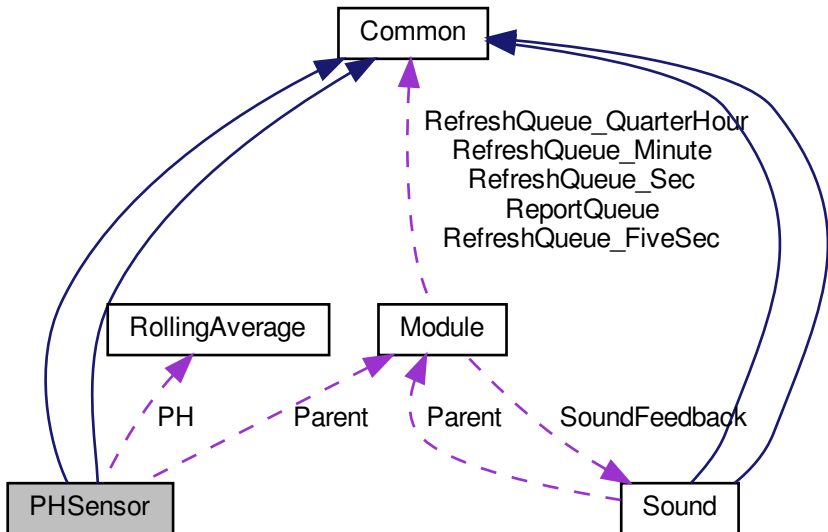 Common
RefreshQueue_QuarterHour
RefreshQueue_Minute
RefreshQueue_Sec
ReportQueue
RefreshQueue_FiveSec
RollingAverage
Module
PH
Parent
Parent
SoundFeedback
PHSensor
Sound